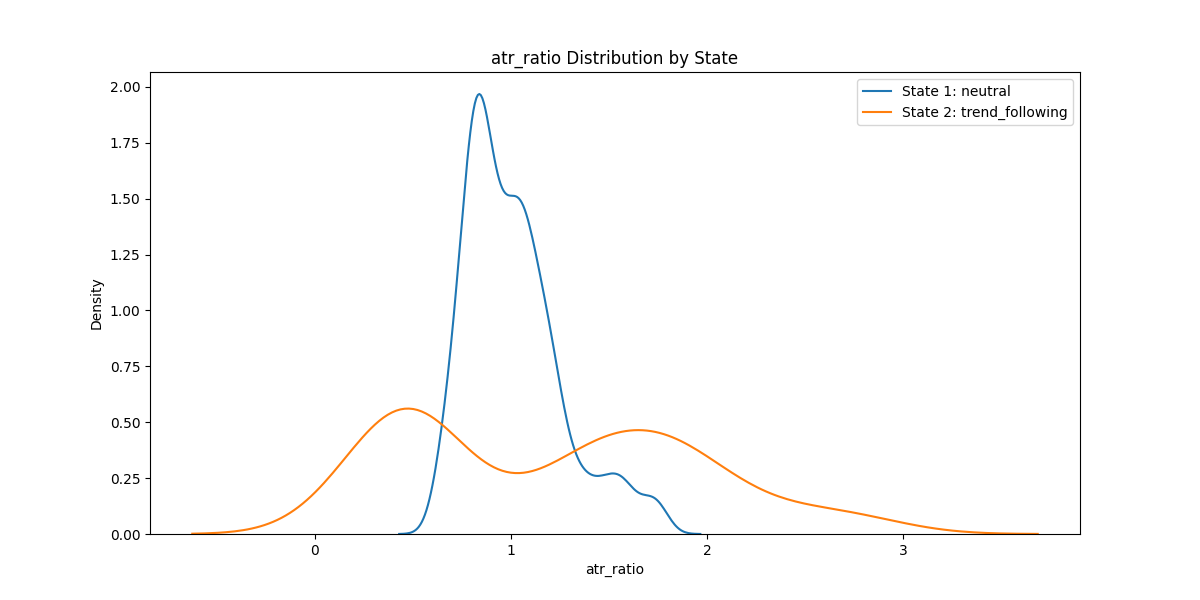 atr_ratio Distribution by State
State 1: neutral
State 2: trend_following
2.00
1.75
1.50
1.25
1.00
0.75
0.50
0.25
0.00
Density
0 1 2 3
atr_ratio